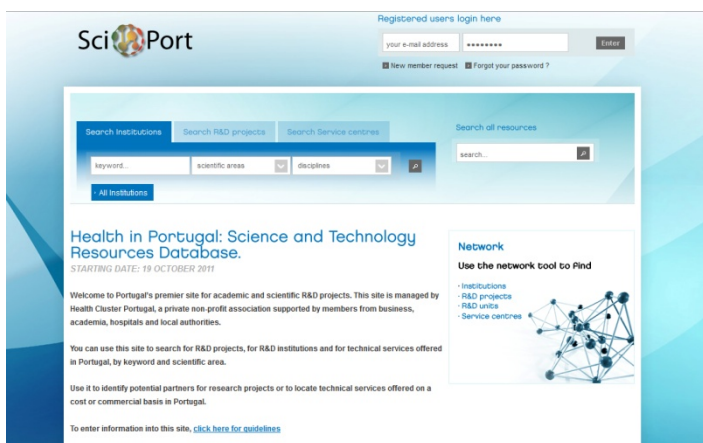 Registered users login here
SciPort
your e-mail address
••••••••
Enter
New member request
Forgot your password ?
Search Institutions
Search R&D projects
Search Service centres
Search all resources
keyword...
scientific areas
disciplines
search...
· All Institutions
Health in Portugal: Science and Technology
Resources Database.
STARTING DATE: 19 OCTOBER 2011
Welcome to Portugal's premier site for academic and scientific R&D projects. This site is managed by
Health Cluster Portugal, a private non-profit association supported by members from business,
academia, hospitals and local authorities.
You can use this site to search for R&D projects, for R&D institutions and for technical services offered
in Portugal, by keyword and scientific area.
Use it to identify potential partners for research projects or to locate technical services offered on a
cost or commercial basis in Portugal.
To enter information into this site, click here for guidelines
Network
Use the network tool to find
· Institutions
· R&D projects
· R&D units
· Service centres